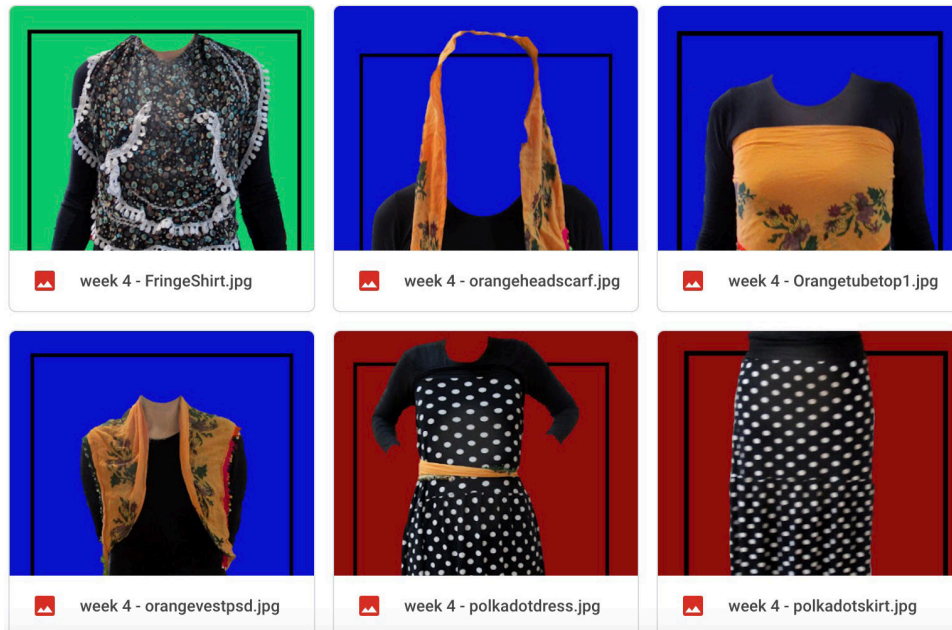 week 4 - FringeShirt.jpg
week 4 - orangeheadscarf.jpg
week 4 - Orangetubetop1.jpg
week 4 - orangevestpsd.jpg
week 4 - polkadotdress.jpg
week 4 - polkadotskirt.jpg